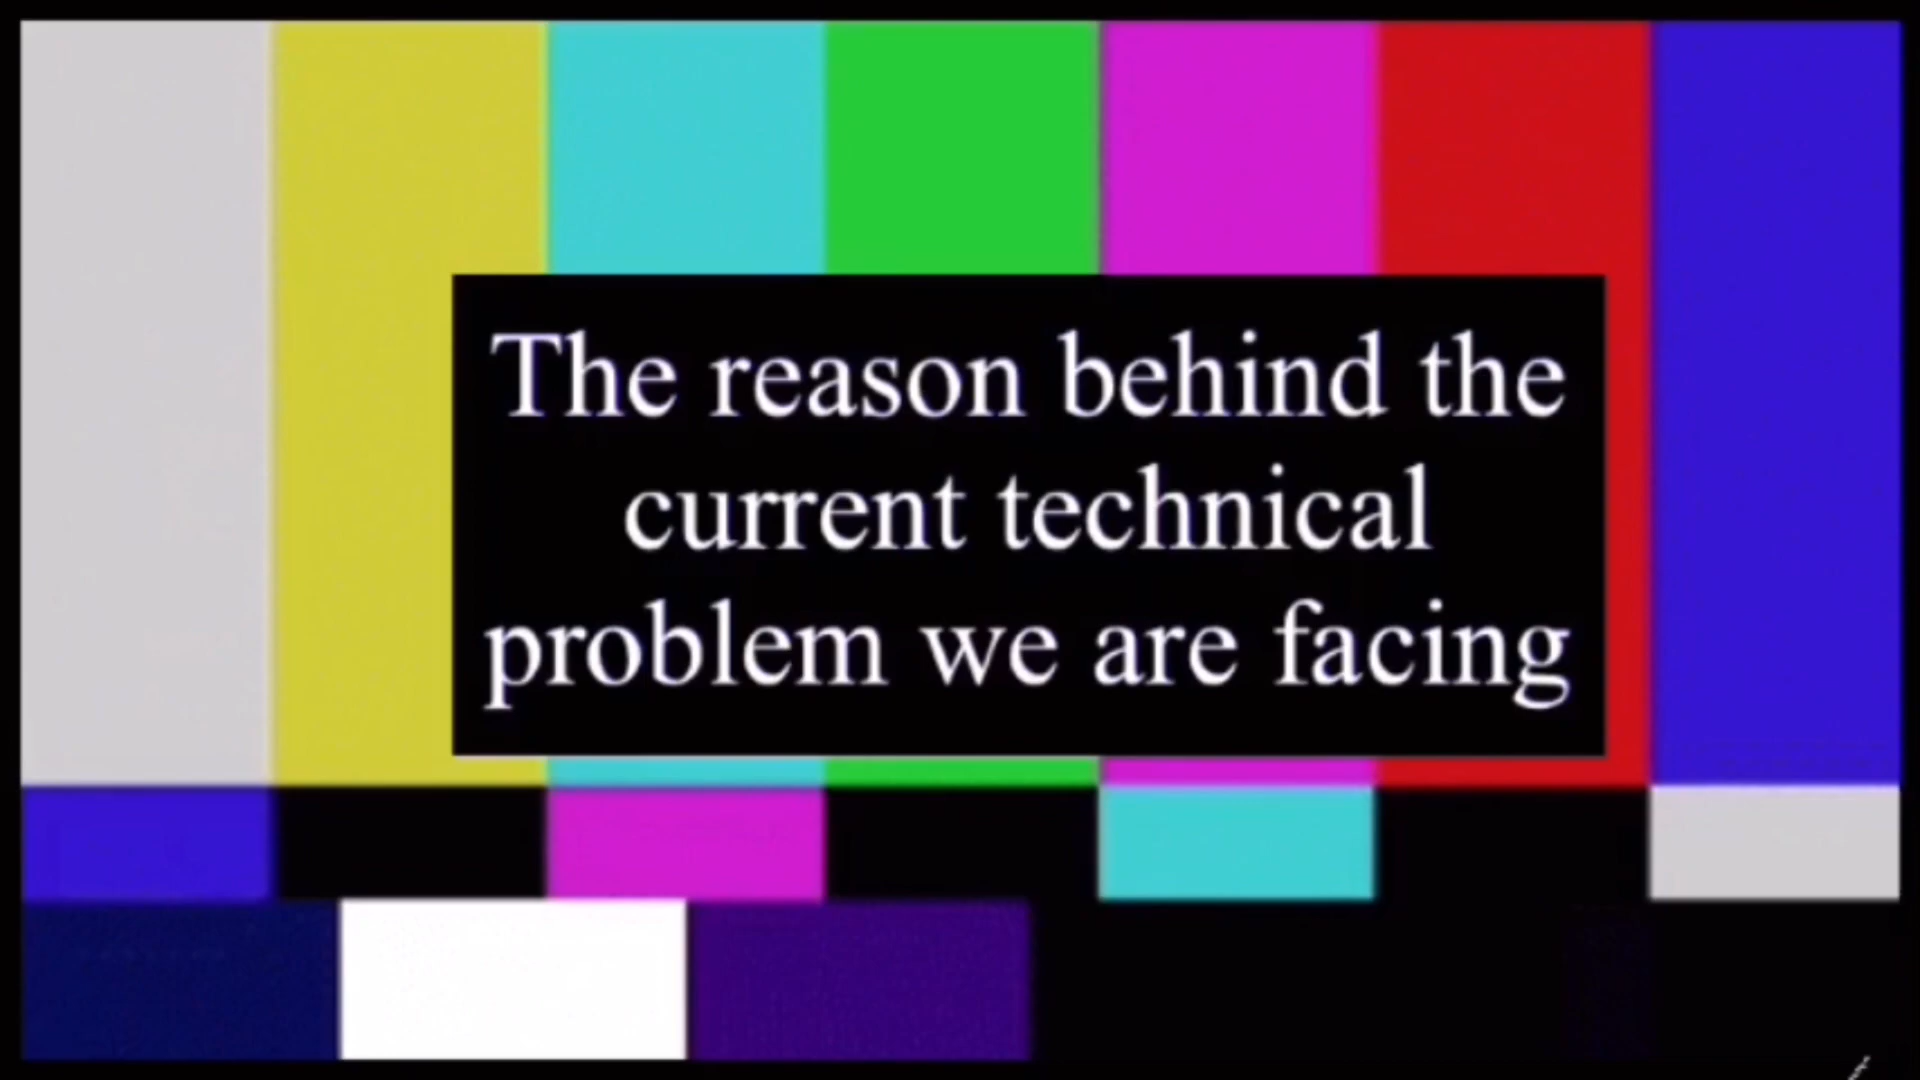 The reason behind the
current technical
problem we are facing